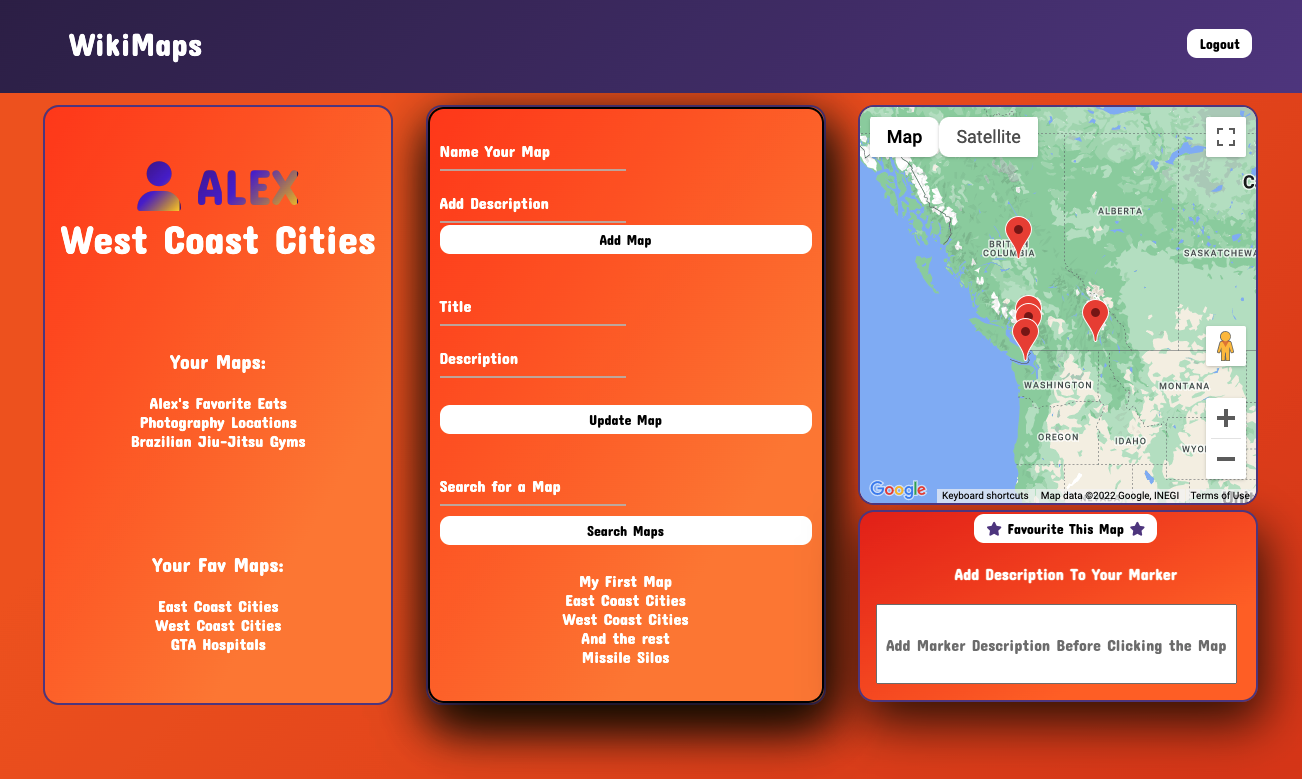 WikiMaps
Logout
ALEX
West Coast Cities
Your Maps:
Alex's Favorite Eats
Photography Locations
Brazilian Jiu-Jitsu Gyms
Your Fav Maps:
East Coast Cities
West Coast Cities
GTA Hospitals
Name Your Map
Add Description
Add Map
Title
Description
Update Map
Search for a Map
Search Maps
My First Map
East Coast Cities
West Coast Cities
And the rest
Missile Silos
Map Satellite
ALBERTA
COLUMBIA
WASHINGTON
MONTANA
OREGON
IDAHO
Google
Keyboard shortcuts Map data ©2022 Google, INEGI Terms of Use
Favourite This Map
Add Description To Your Marker
Add Marker Description Before Clicking the Map